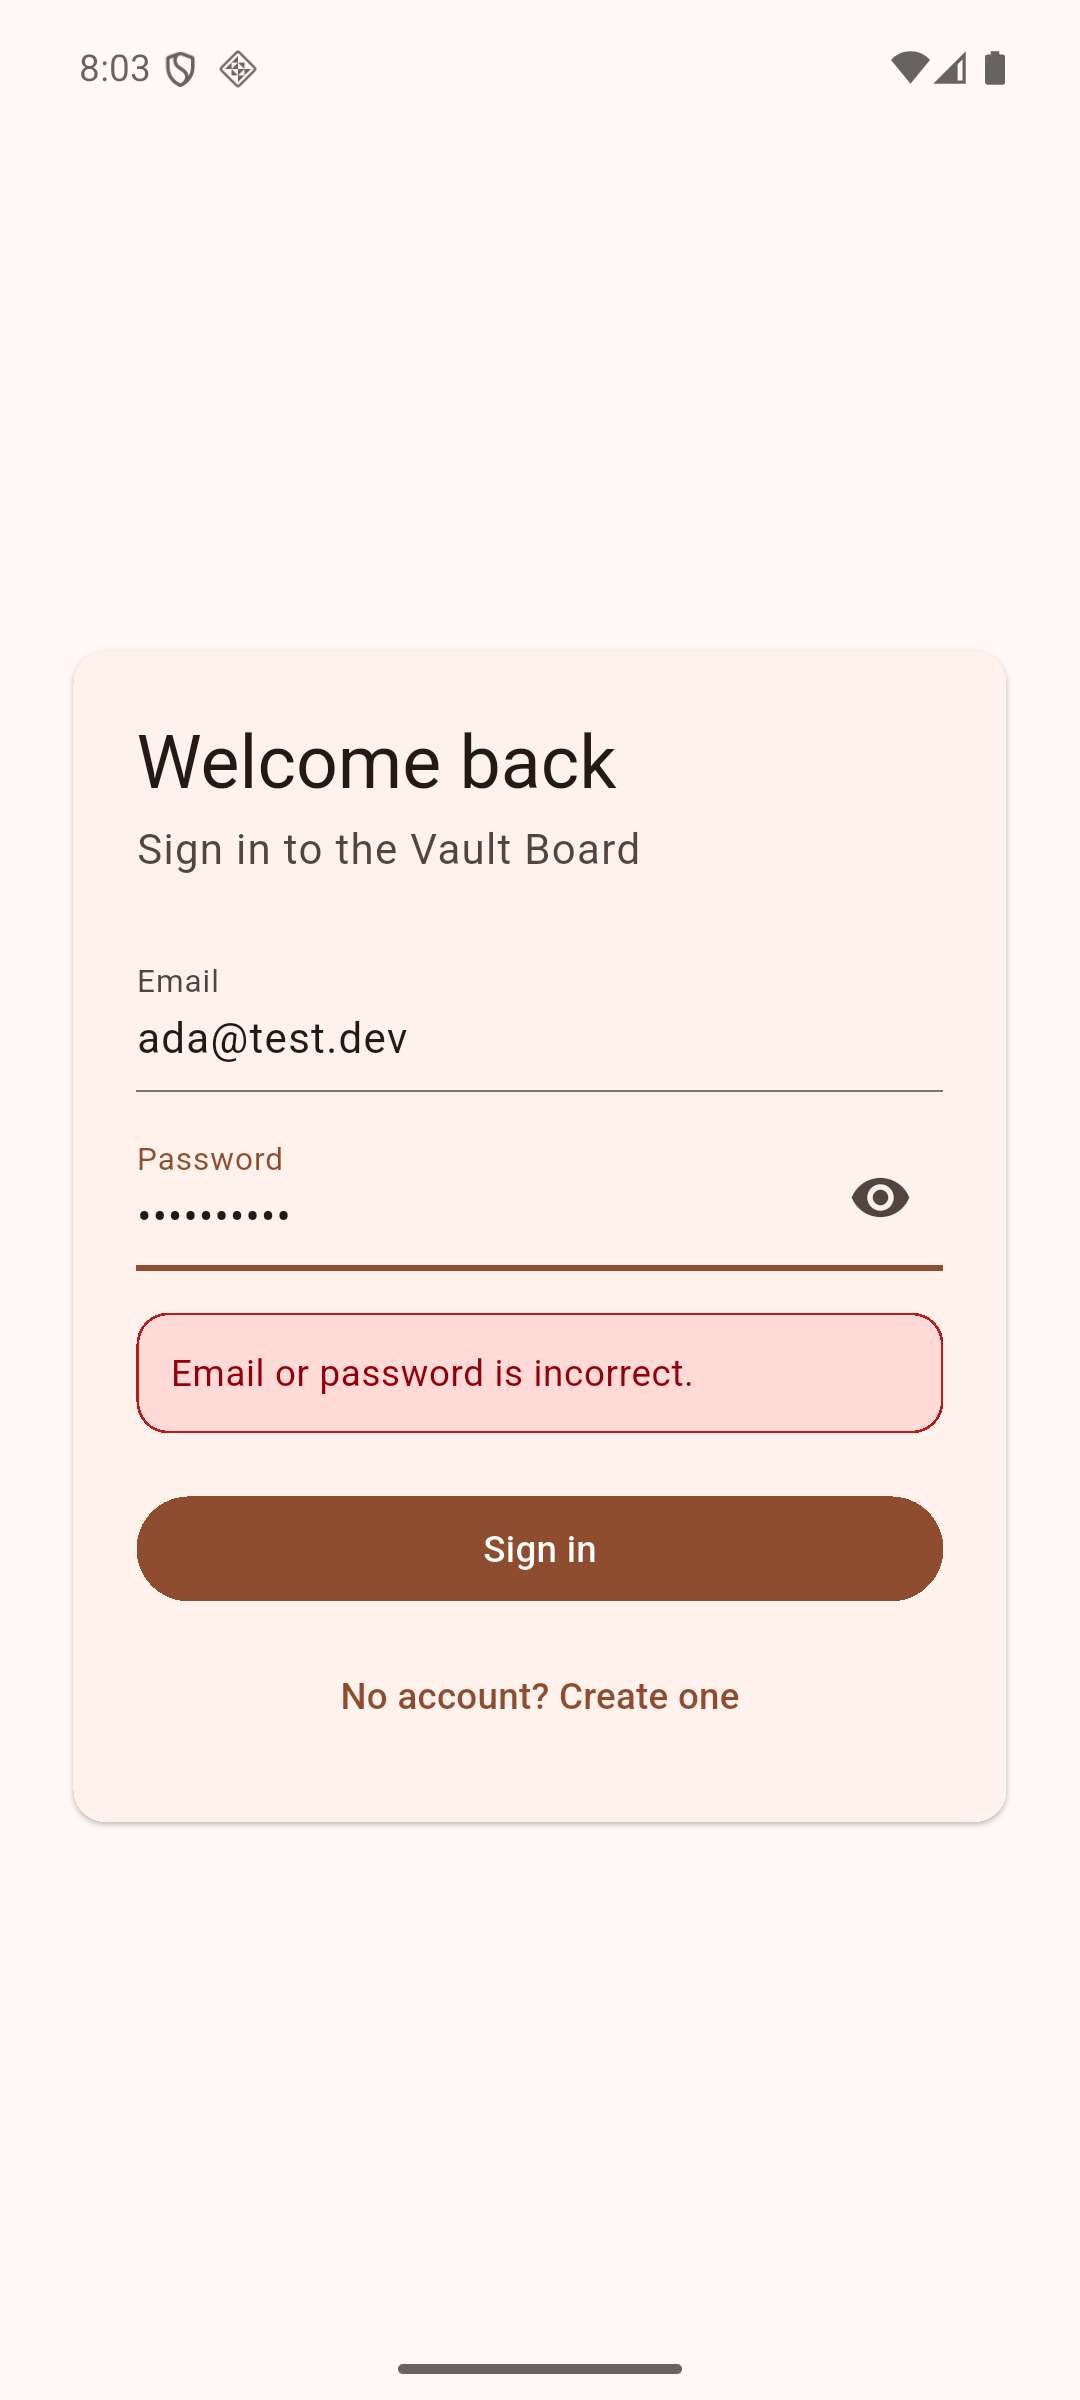 8:03
Welcome back
Sign in to the Vault Board
Email
ada@test.dev
Password
••••••••••
Email or password is incorrect.
Sign in
No account? Create one